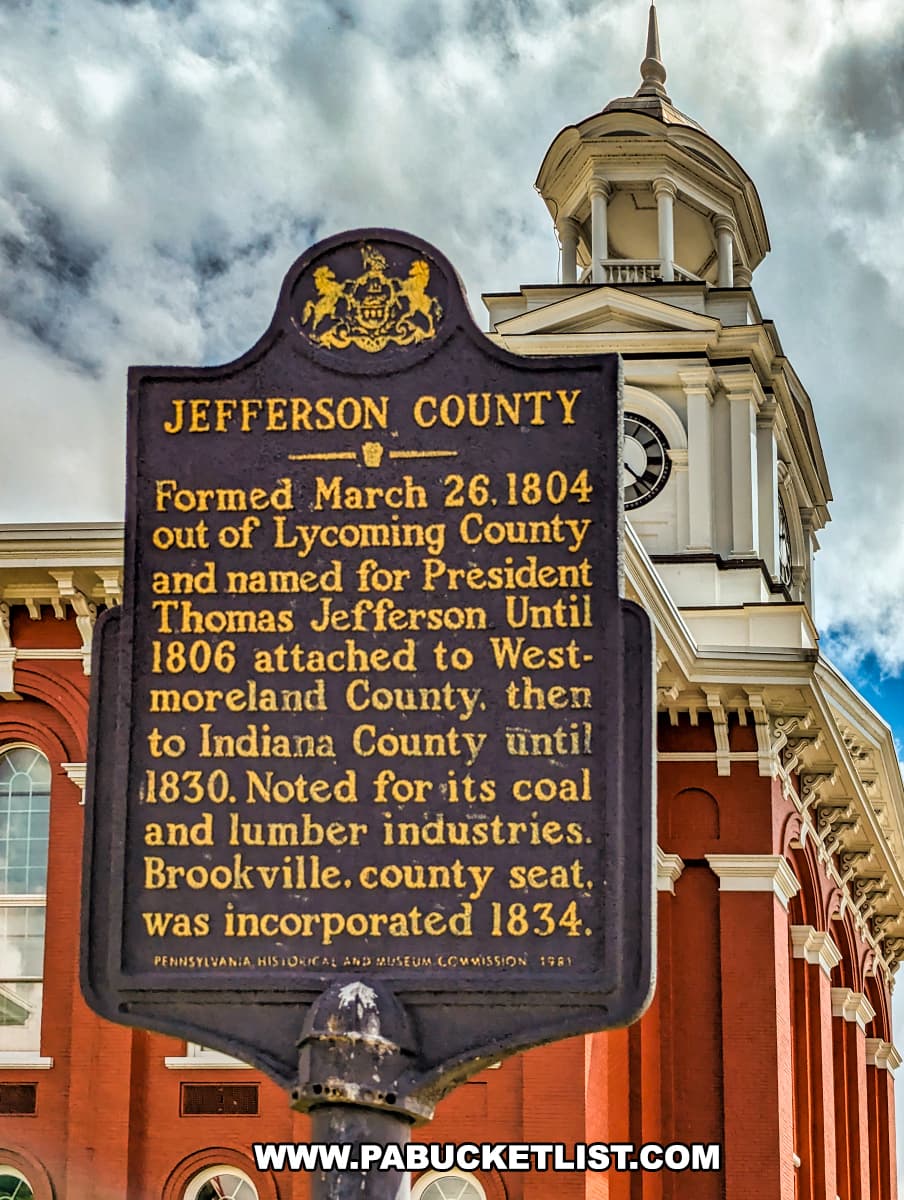 JEFFERSON COUNTY
Formed March 26, 1804
out of Lycoming County
and named for President
Thomas Jefferson Until
1806 attached to West-
moreland County, then
to Indiana County until
1830. Noted for its coal
and lumber industries.
Brookville, county seat,
was incorporated 1834.
PENNSYLVANIA HISTORICAL AND MUSEUM COMMISSION 1981
WWW.PABUCKETLIST.COM